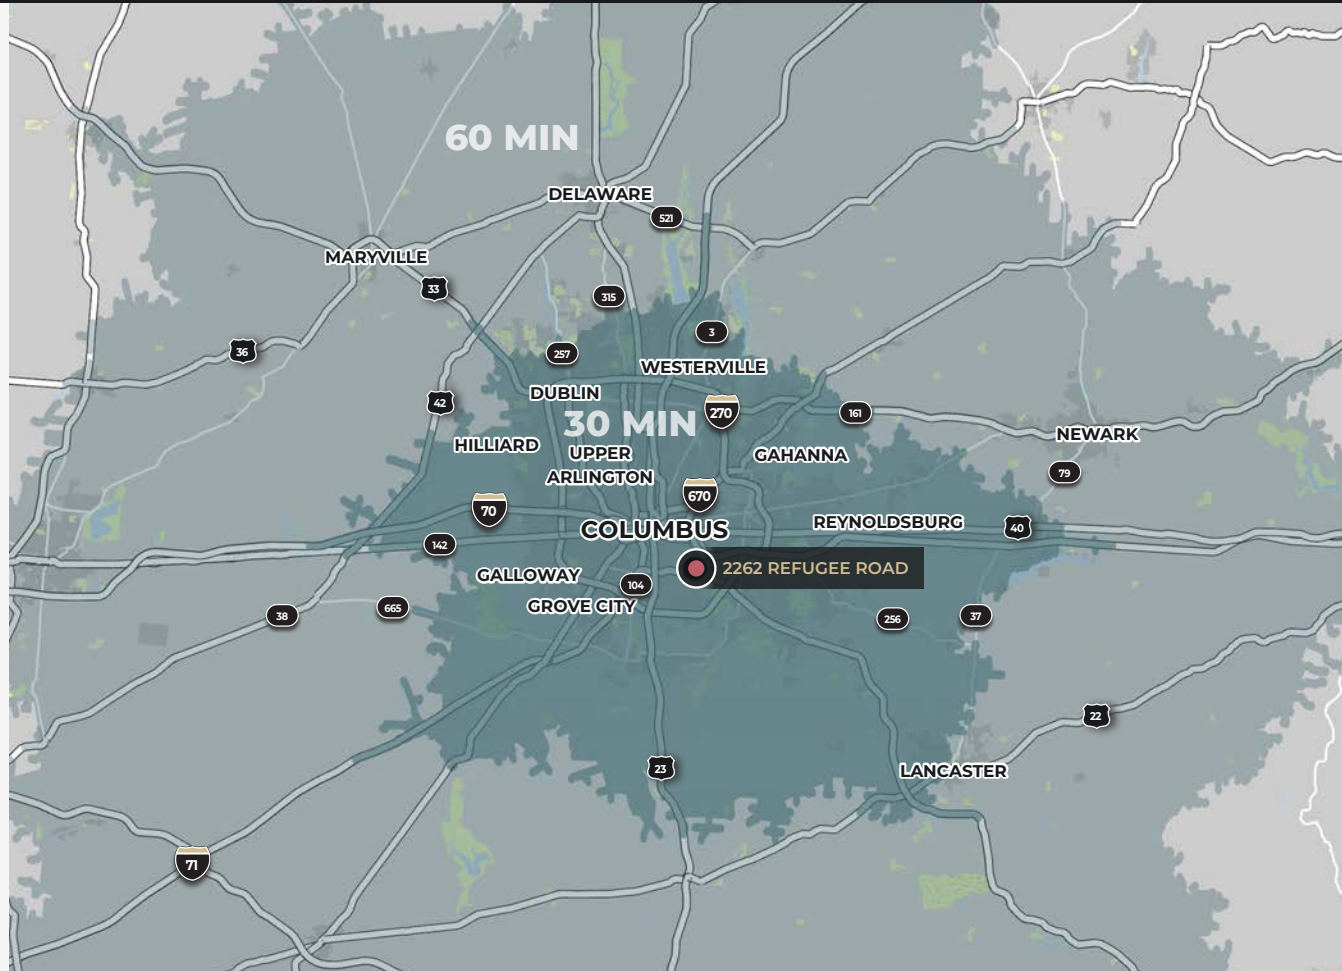 60 MIN
DELAWARE
521
MARYVILLE
33
315
3
36
257
WESTERVILLE
DUBLIN
42
270
161
30 MIN
HILLIARD
UPPER
ARLINGTON
GAHANNA
NEWARK
79
670
70
COLUMBUS
REYNOLDSBURG
40
142
2262 REFUGEE ROAD
GALLOWAY
104
GROVE CITY
665
38
256
37
22
23
LANCASTER
71